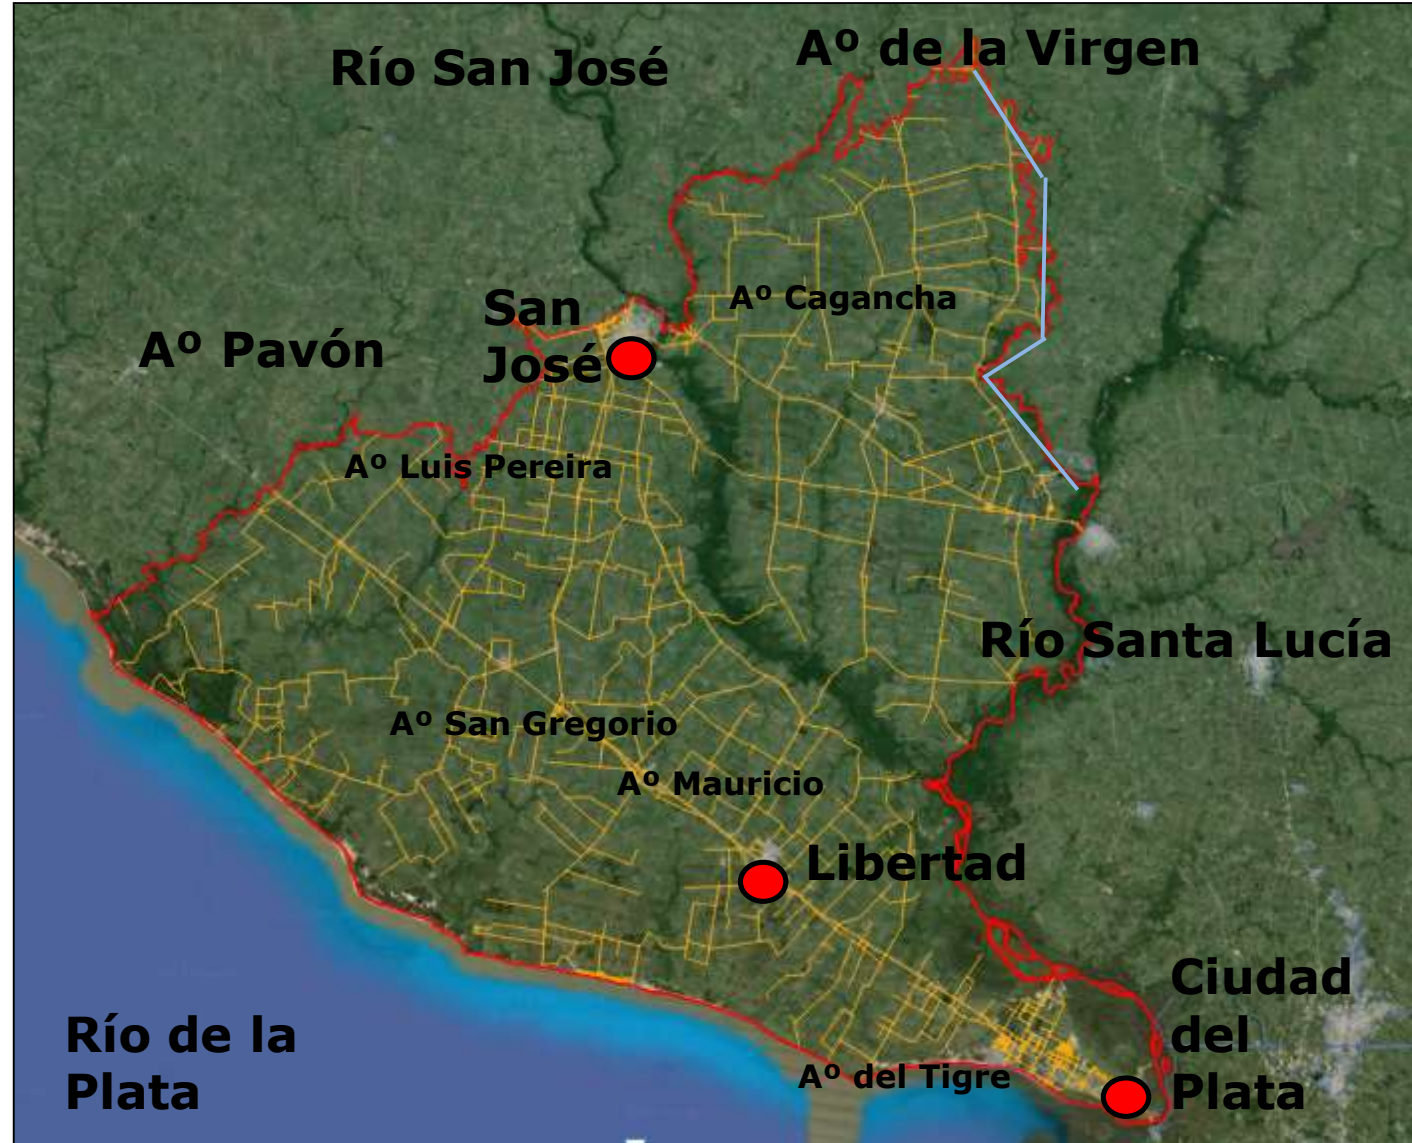 Aº de la Virgen
Río San José
Aº Cagancha
San
José
Aº Pavón
Aº Luis Pereira
Río Santa Lucía
Aº San Gregorio
Aº Mauricio
Libertad
Ciudad
del
Plata
Río de la
Plata
Aº del Tigre